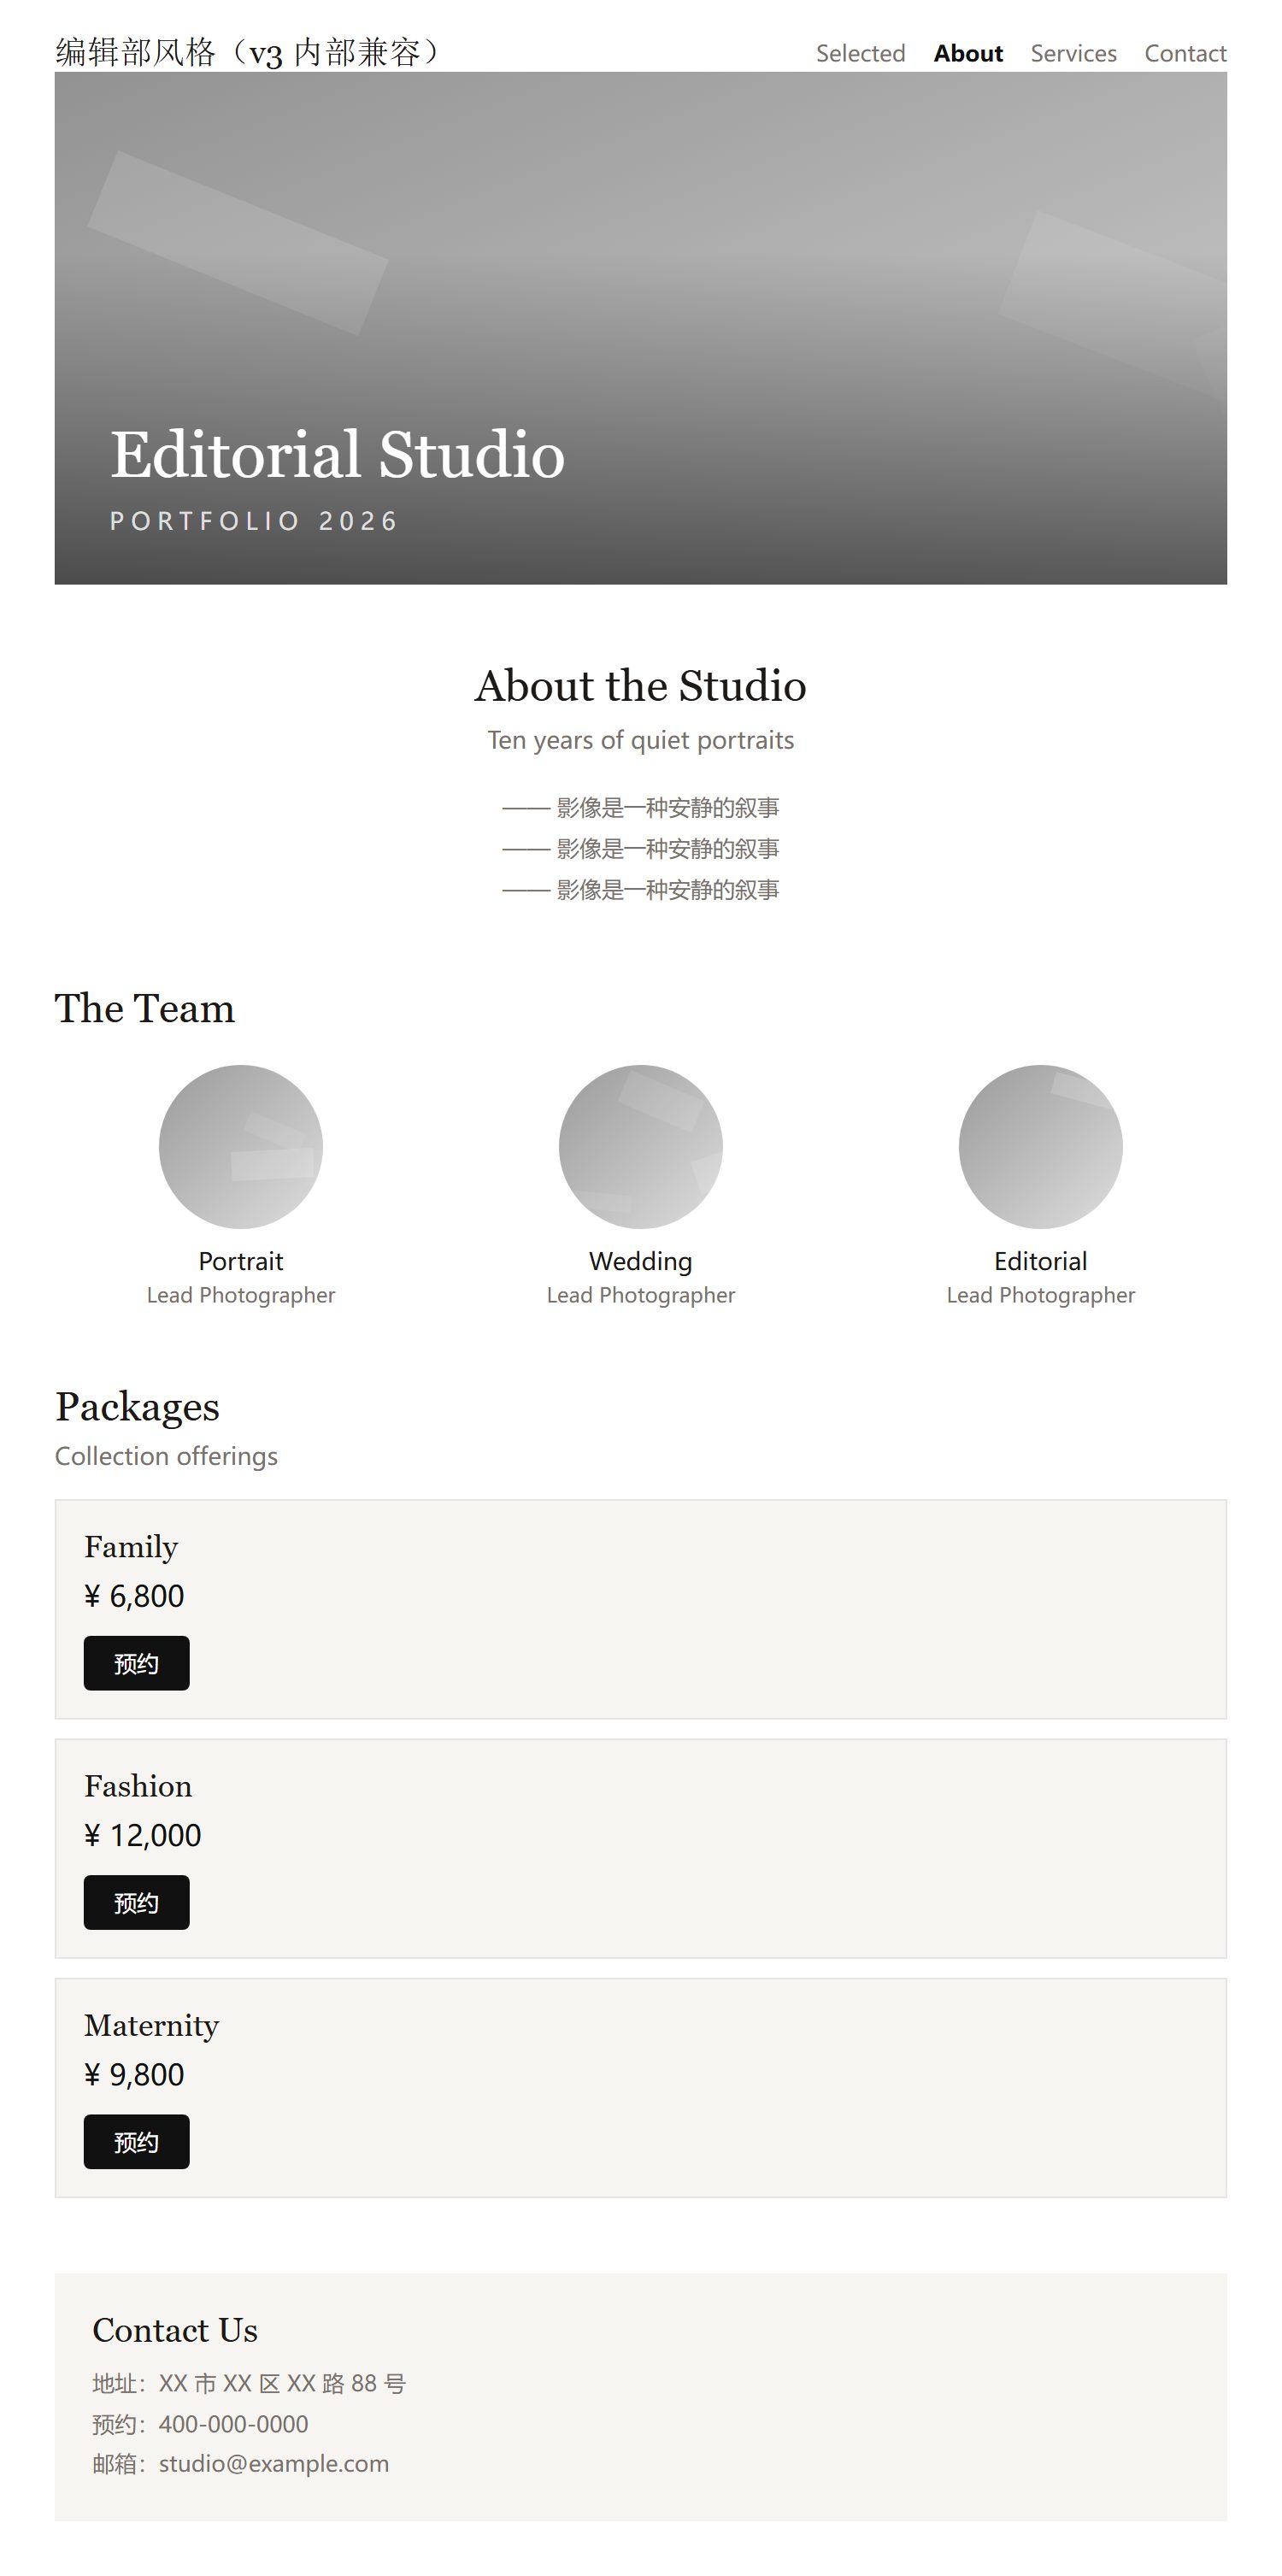 编辑部风格（v3 内部兼容）
Selected About Services Contact
Editorial Studio
PORTFOLIO 2026
About the Studio
Ten years of quiet portraits
—— 影像是一种安静的叙事
—— 影像是一种安静的叙事
—— 影像是一种安静的叙事
The Team
Portrait
Lead Photographer
Wedding
Lead Photographer
Editorial
Lead Photographer
Packages
Collection offerings
Family
¥ 6,800
预约
Fashion
¥ 12,000
预约
Maternity
¥ 9,800
预约
Contact Us
地址：XX 市 XX 区 XX 路 88 号
预约：400-000-0000
邮箱：studio@example.com